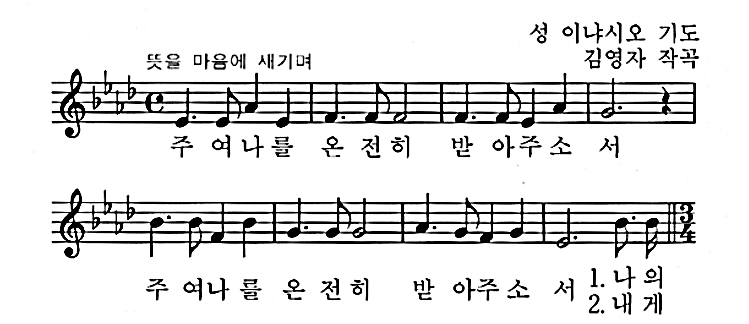 성 이냐시오 기도
김영자 작곡
뜻을 마음에 새기며
주 여 나 를 온 전 히 받 아 주 소 서
주 여 나 를 온 전 히 받 아 주 소 서 1. 나 의
2. 내 게
3
4